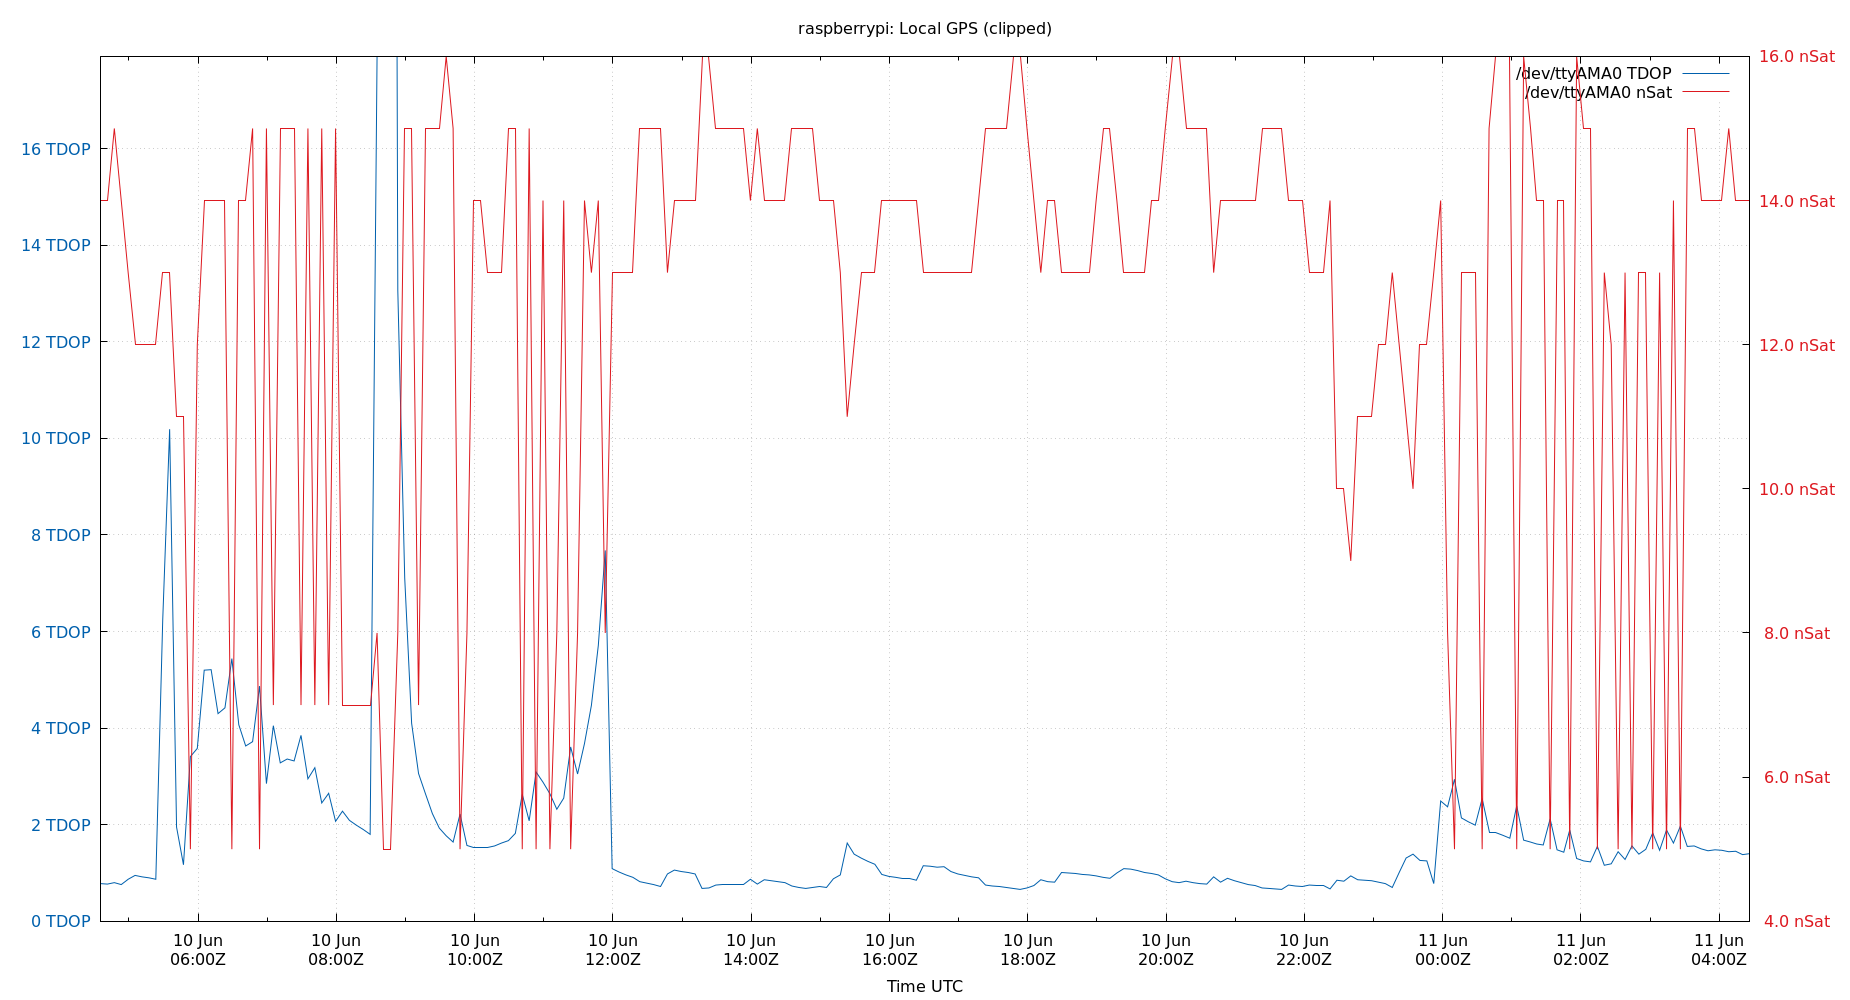 raspberrypi: Local GPS (clipped)
/dev/ttyAMA0 TDOP
/dev/ttyAMA0 nSat
16 TDOP
14 TDOP
12 TDOP
10 TDOP
8 TDOP
6 TDOP
4 TDOP
2 TDOP
0 TDOP
16.0 nSat
14.0 nSat
12.0 nSat
10.0 nSat
8.0 nSat
6.0 nSat
4.0 nSat
10 Jun 10 Jun 10 Jun 10 Jun 10 Jun 10 Jun 10 Jun 10 Jun 10 Jun 11 Jun 11 Jun 11 Jun
06:00Z 08:00Z 10:00Z 12:00Z 14:00Z 16:00Z 18:00Z 20:00Z 22:00Z 00:00Z 02:00Z 04:00Z
Time UTC